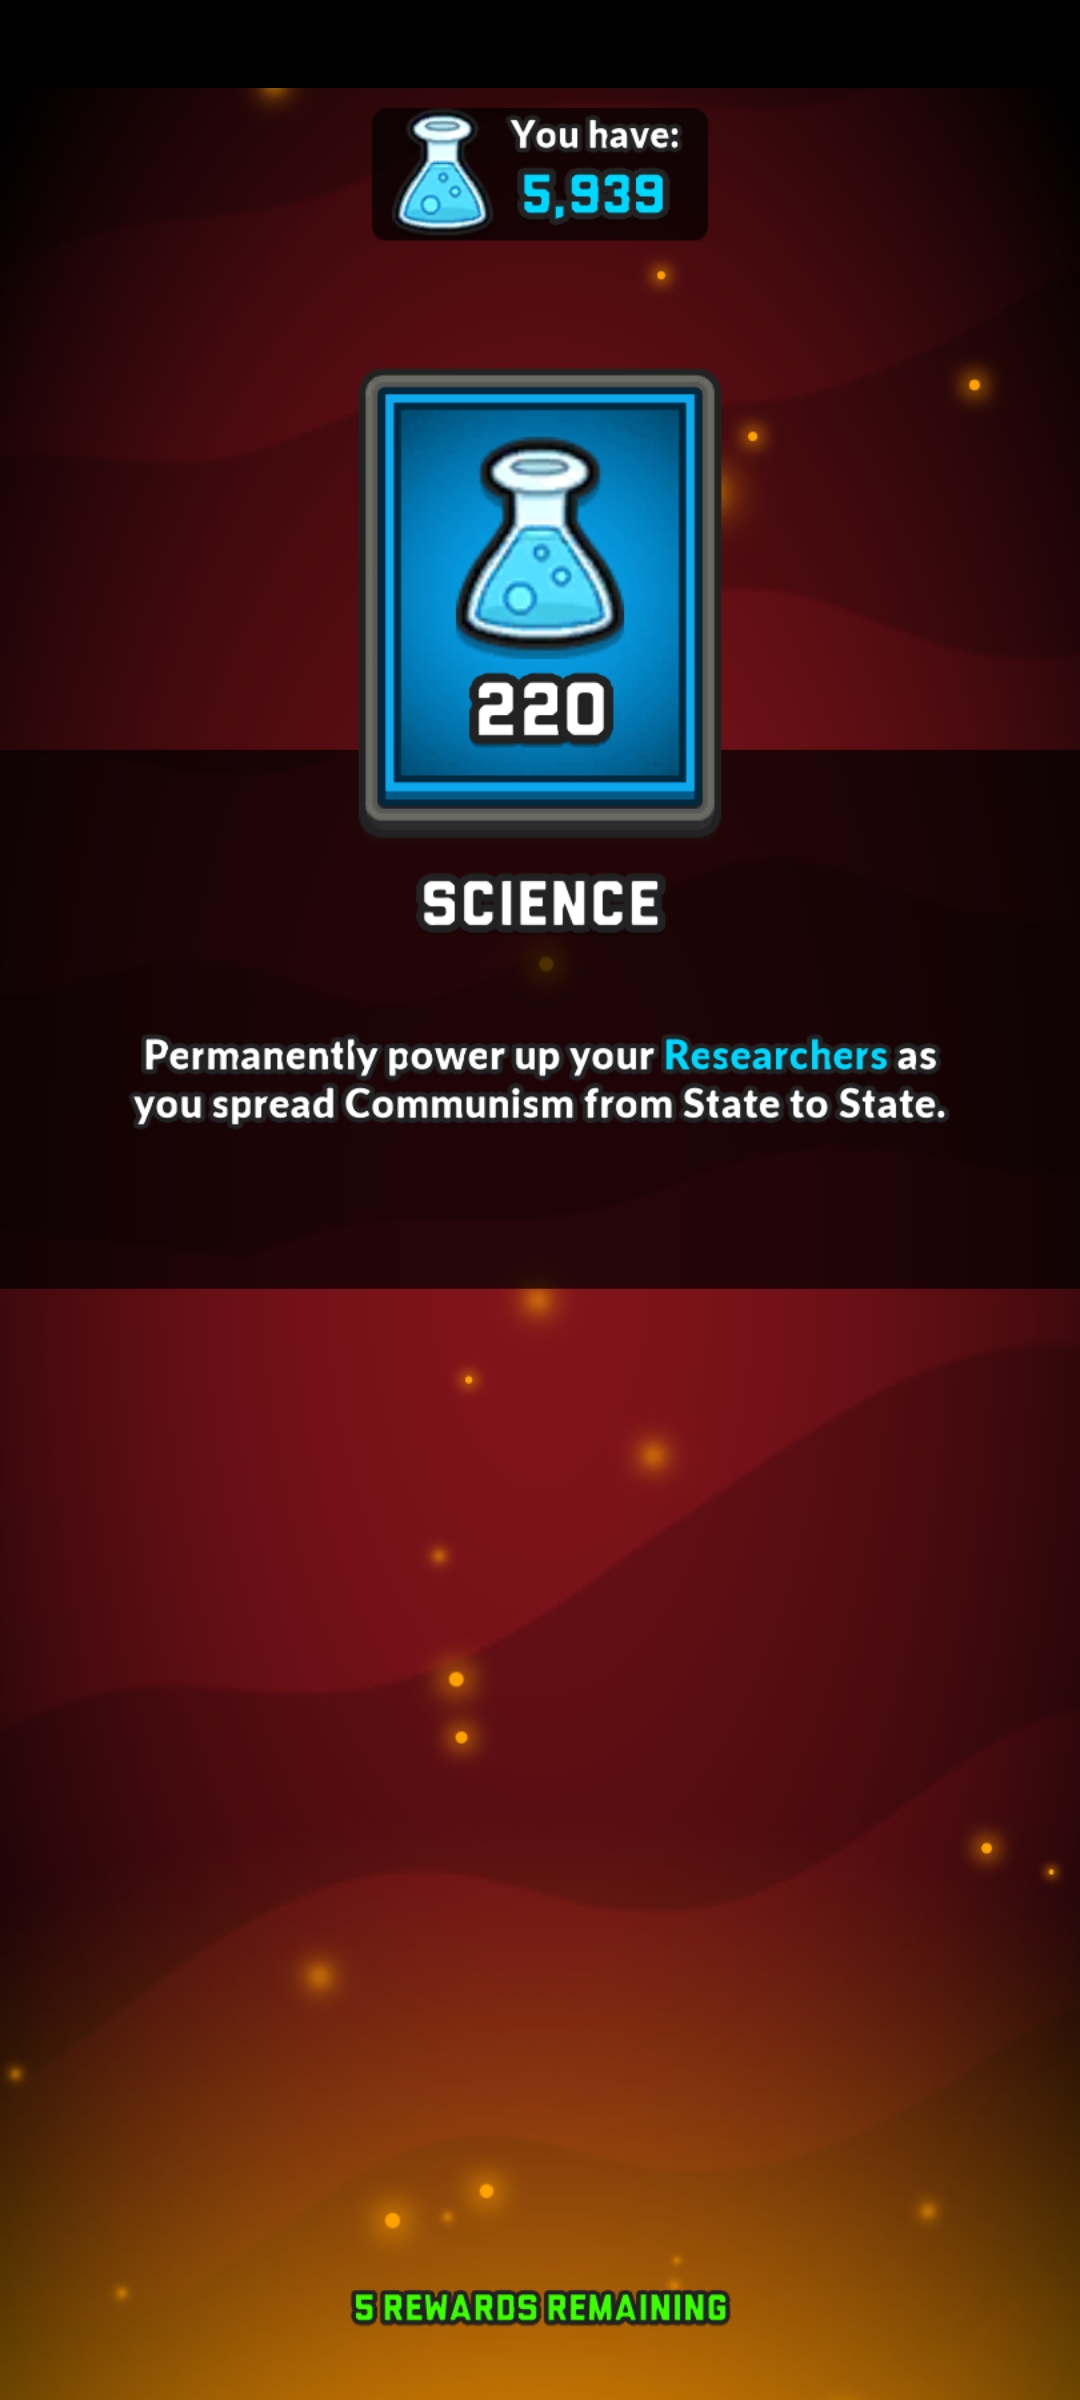 You have:
5,939
220
SCIENCE
Permanently power up your Researchers as
you spread Communism from State to State.
5 REWARDS REMAINING